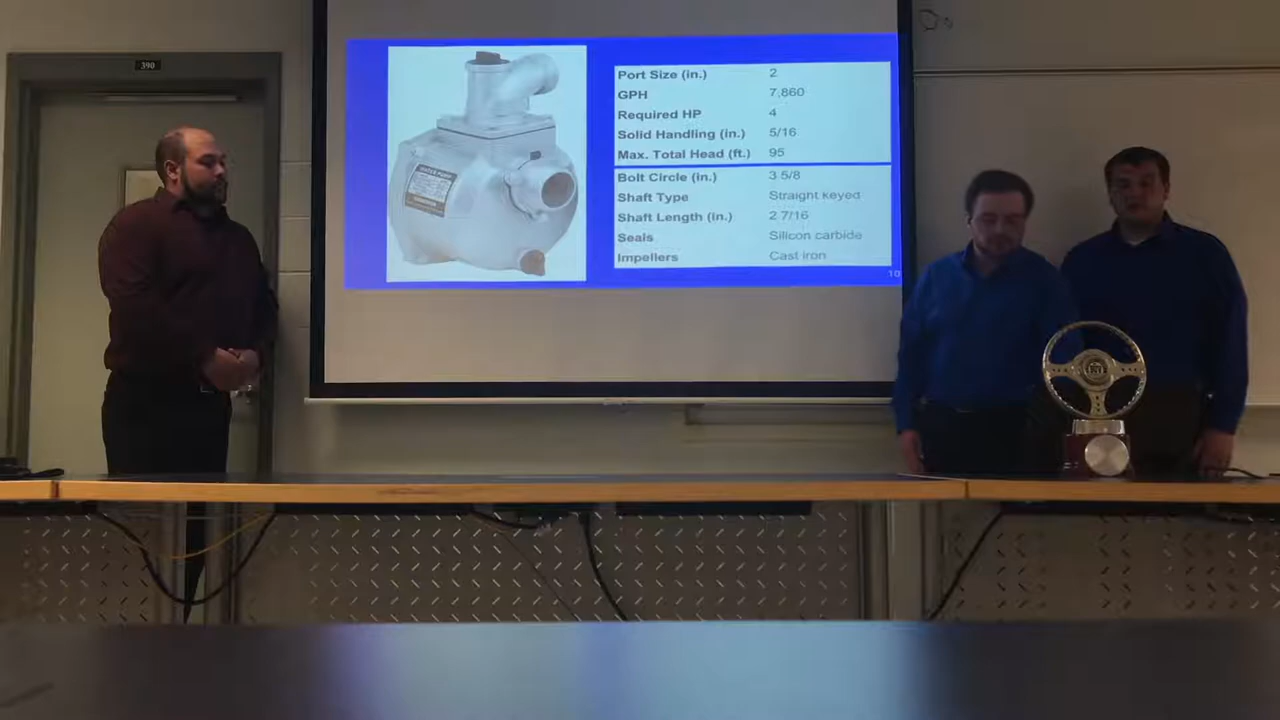 390
Port Size (in.) 2
GPH 7,860
Required HP 4
Solid Handling (in.) 5/16
Max. Total Head (ft.) 95
Bolt Circle (in.) 3 5/8
Shaft Type Straight keyed
Shaft Length (in.) 2 7/16
Seals Silicon carbide
Impellers Cast iron
10